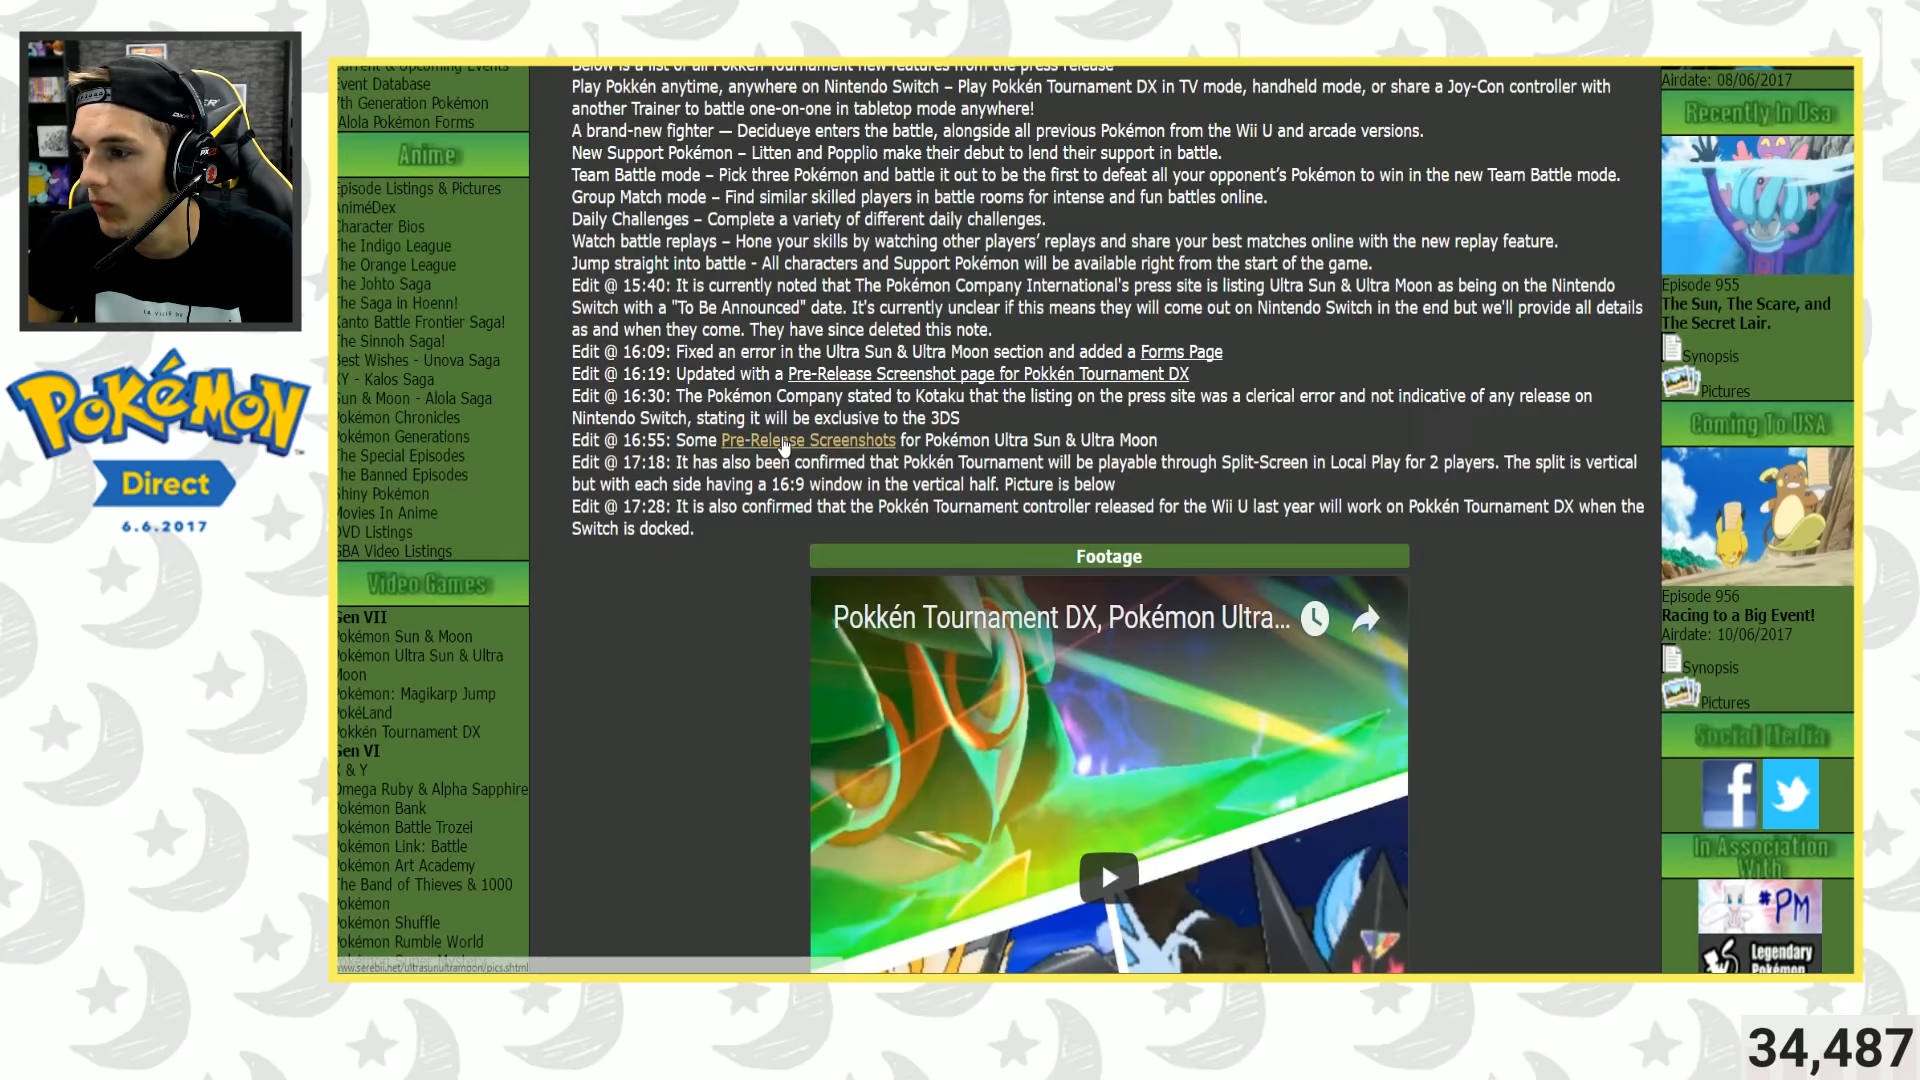 POKÉMON
Direct
6.6.2017
Event Database
7th Generation Pokémon
Alola Pokémon Forms
Anime
Episode Listings & Pictures
AniméDex
Character Bios
The Indigo League
The Orange League
The Johto Saga
The Saga in Hoenn!
Kanto Battle Frontier Saga!
The Sinnoh Saga!
Best Wishes - Unova Saga
XY - Kalos Saga
Sun & Moon - Alola Saga
Pokémon Chronicles
Pokémon Generations
The Special Episodes
The Banned Episodes
Shiny Pokémon
Movies In Anime
DVD Listings
GBA Video Listings
Video Games
Gen VII
Pokémon Sun & Moon
Pokémon Ultra Sun & Ultra
Moon
Pokémon: Magikarp Jump
PokéLand
Pokkén Tournament DX
Gen VI
X & Y
Omega Ruby & Alpha Sapphire
Pokémon Bank
Pokémon Battle Trozei
Pokémon Link: Battle
Pokémon Art Academy
The Band of Thieves & 1000
Pokémon
Pokémon Shuffle
Pokémon Rumble World
www.serebii.net/ultrasunultramoon/pics.shtml
Below is a list of all Pokkén Tournament new features from the press release
Play Pokkén anytime, anywhere on Nintendo Switch – Play Pokkén Tournament DX in TV mode, handheld mode, or share a Joy-Con controller with
another Trainer to battle one-on-one in tabletop mode anywhere!
A brand-new fighter — Decidueye enters the battle, alongside all previous Pokémon from the Wii U and arcade versions.
New Support Pokémon – Litten and Popplio make their debut to lend their support in battle.
Team Battle mode – Pick three Pokémon and battle it out to be the first to defeat all your opponent’s Pokémon to win in the new Team Battle mode.
Group Match mode – Find similar skilled players in battle rooms for intense and fun battles online.
Daily Challenges – Complete a variety of different daily challenges.
Watch battle replays – Hone your skills by watching other players’ replays and share your best matches online with the new replay feature.
Jump straight into battle - All characters and Support Pokémon will be available right from the start of the game.
Edit @ 15:40: It is currently noted that The Pokémon Company International's press site is listing Ultra Sun & Ultra Moon as being on the Nintendo
Switch with a "To Be Announced" date. It's currently unclear if this means they will come out on Nintendo Switch in the end but we'll provide all details
as and when they come. They have since deleted this note.
Edit @ 16:09: Fixed an error in the Ultra Sun & Ultra Moon section and added a Forms Page
Edit @ 16:19: Updated with a Pre-Release Screenshot page for Pokkén Tournament DX
Edit @ 16:30: The Pokémon Company stated to Kotaku that the listing on the press site was a clerical error and not indicative of any release on
Nintendo Switch, stating it will be exclusive to the 3DS
Edit @ 16:55: Some Pre-Release Screenshots for Pokémon Ultra Sun & Ultra Moon
Edit @ 17:18: It has also been confirmed that Pokkén Tournament will be playable through Split-Screen in Local Play for 2 players. The split is vertical
but with each side having a 16:9 window in the vertical half. Picture is below
Edit @ 17:28: It is also confirmed that the Pokkén Tournament controller released for the Wii U last year will work on Pokkén Tournament DX when the
Switch is docked.
Footage
Pokkén Tournament DX, Pokémon Ultra...
Airdate: 08/06/2017
Recently In Usa
Episode 955
The Sun, The Scare, and
The Secret Lair.
Synopsis
Pictures
Coming To USA
Episode 956
Racing to a Big Event!
Airdate: 10/06/2017
Synopsis
Pictures
Social Media
In Association
With
#PM
Legendary
Pokémon
34,487